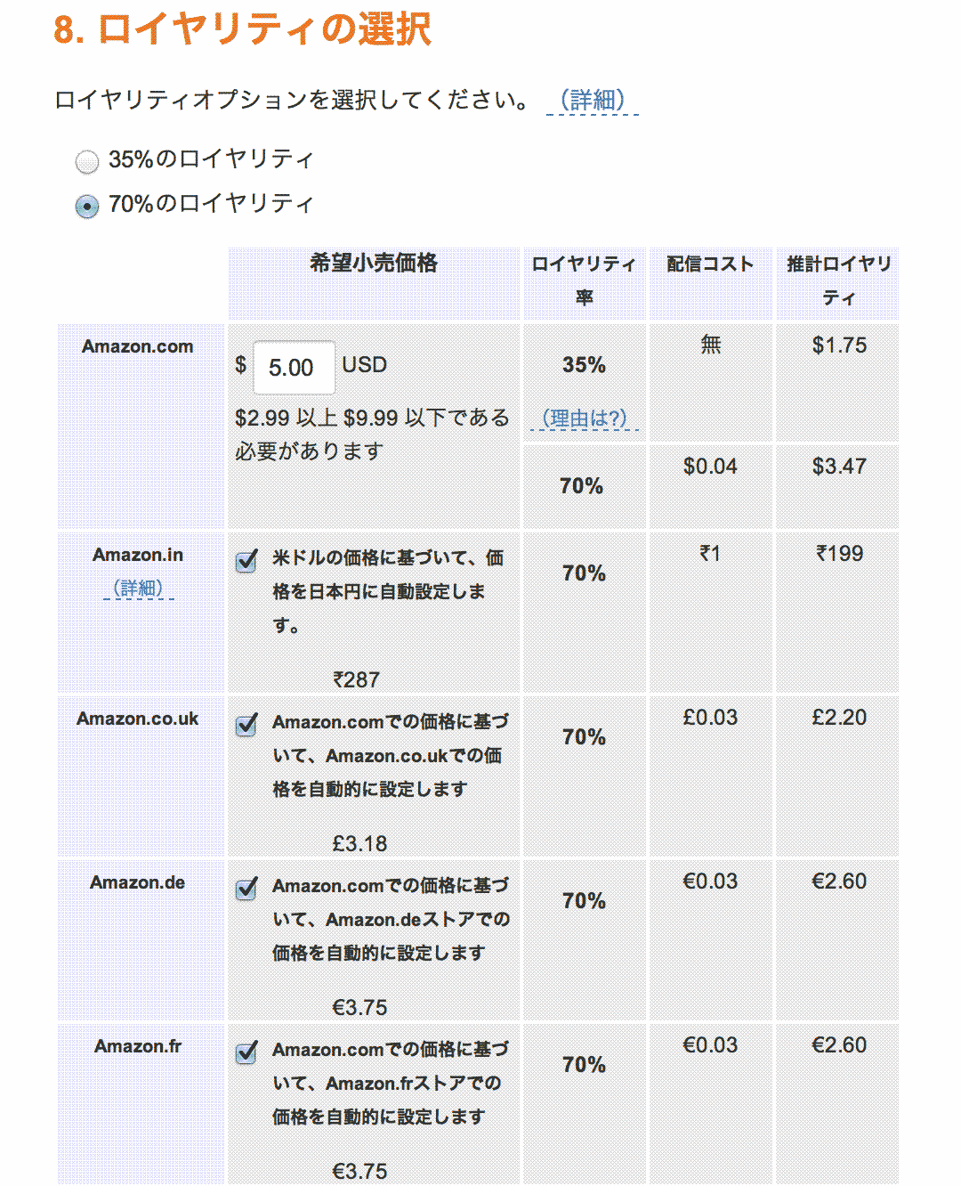 8. ロイヤリティの選択
ロイヤリティオプションを選択してください。 （詳細）
35%のロイヤリティ
70%のロイヤリティ
希望小売価格
ロイヤリティ
率
配信コスト
推計ロイヤリ
ティ
Amazon.com
$ 5.00 USD
$2.99 以上 $9.99 以下である
必要があります
35%
（理由は?）
無
$1.75
70%
$0.04
$3.47
Amazon.in
（詳細）
米ドルの価格に基づいて、価
格を日本円に自動設定しま
す。
₹287
70%
₹1
₹199
Amazon.co.uk
Amazon.comでの価格に基づ
いて、Amazon.co.ukでの価
格を自動的に設定します
£3.18
70%
£0.03
£2.20
Amazon.de
Amazon.comでの価格に基づ
いて、Amazon.deストアでの
価格を自動的に設定します
€3.75
70%
€0.03
€2.60
Amazon.fr
Amazon.comでの価格に基づ
いて、Amazon.frストアでの
価格を自動的に設定します
€3.75
70%
€0.03
€2.60